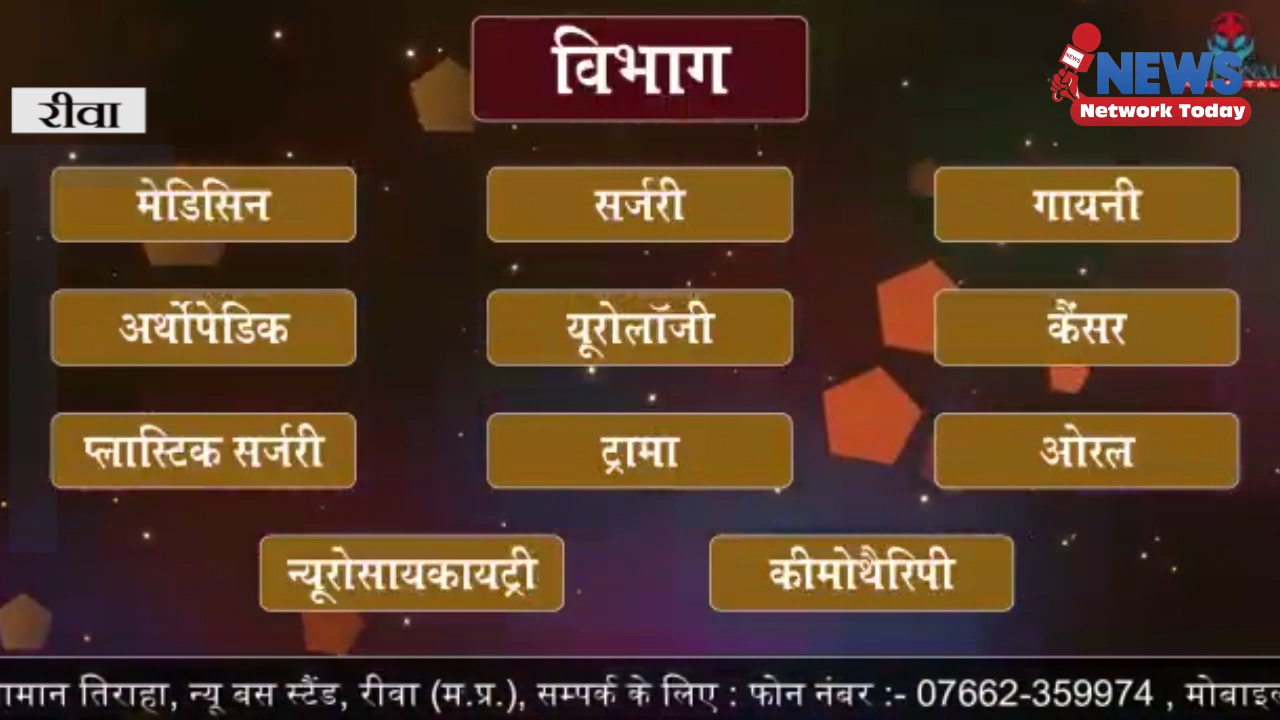 विभाग
रीवा
NEWS
NEWS
Network Today
मेडिसिन
सर्जरी
गायनी
अर्थोपेडिक
यूरोलॉजी
कैंसर
प्लास्टिक सर्जरी
ट्रामा
ओरल
न्यूरोसायकायट्री
कीमोथैरिपी
तिराहा, न्यू बस स्टैंड, रीवा (म.प्र.), सम्पर्क के लिए : फोन नंबर :- 07662-359974 ,